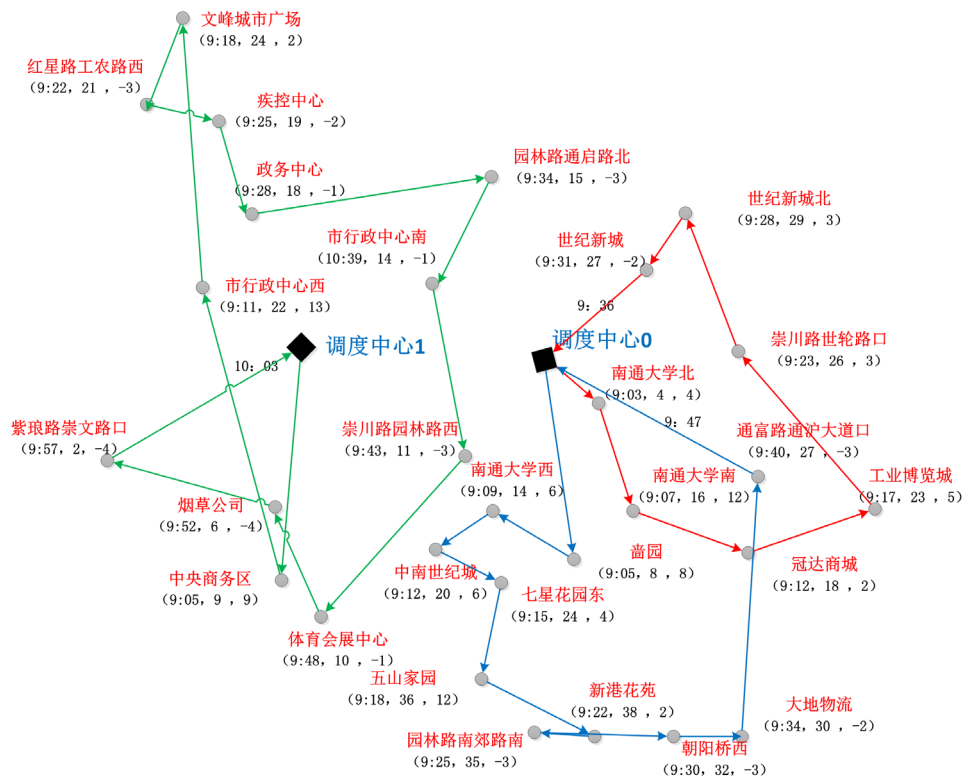 文峰城市广场
（9:18，24 ，2）
红星路工农路西
（9:22，21 ，-3）
疾控中心
（9:25，19 ，-2）
政务中心
（9:28，18 ，-1）
园林路通启路北
（9:34，15 ，-3）
世纪新城北
（9:28，29 ，3）
市行政中心南
（10:39，14 ，-1）
世纪新城
（9:31，27 ，-2）
市行政中心西
（9:11，22 ，13）
9：36
调度中心1
调度中心0
崇川路世轮路口
（9:23，26 ，3）
10：03
南通大学北
（9:03，4 ，4）
9：47
紫琅路崇文路口
（9:57，2，-4）
崇川路园林路西
（9:43，11 ，-3）
通富路通沪大道口
（9:40，27 ，-3）
南通大学西
（9:09，14 ，6）
南通大学南
（9:07，16 ，12）
工业博览城
（9:17，23 ，5）
烟草公司
（9:52，6 ，-4）
啬园
（9:05，8 ，8）
冠达商城
（9:12，18 ，2）
中央商务区
（9:05，9 ，9）
中南世纪城
（9:12，20 ，6）
七星花园东
（9:15，24 ，4）
体育会展中心
（9:48，10 ，-1）
五山家园
（9:18，36 ，12）
新港花苑
（9:22，38 ，2）
大地物流
（9:34，30 ，-2）
园林路南郊路南
（9:25，35，-3）
朝阳桥西
（9:30，32，-3）